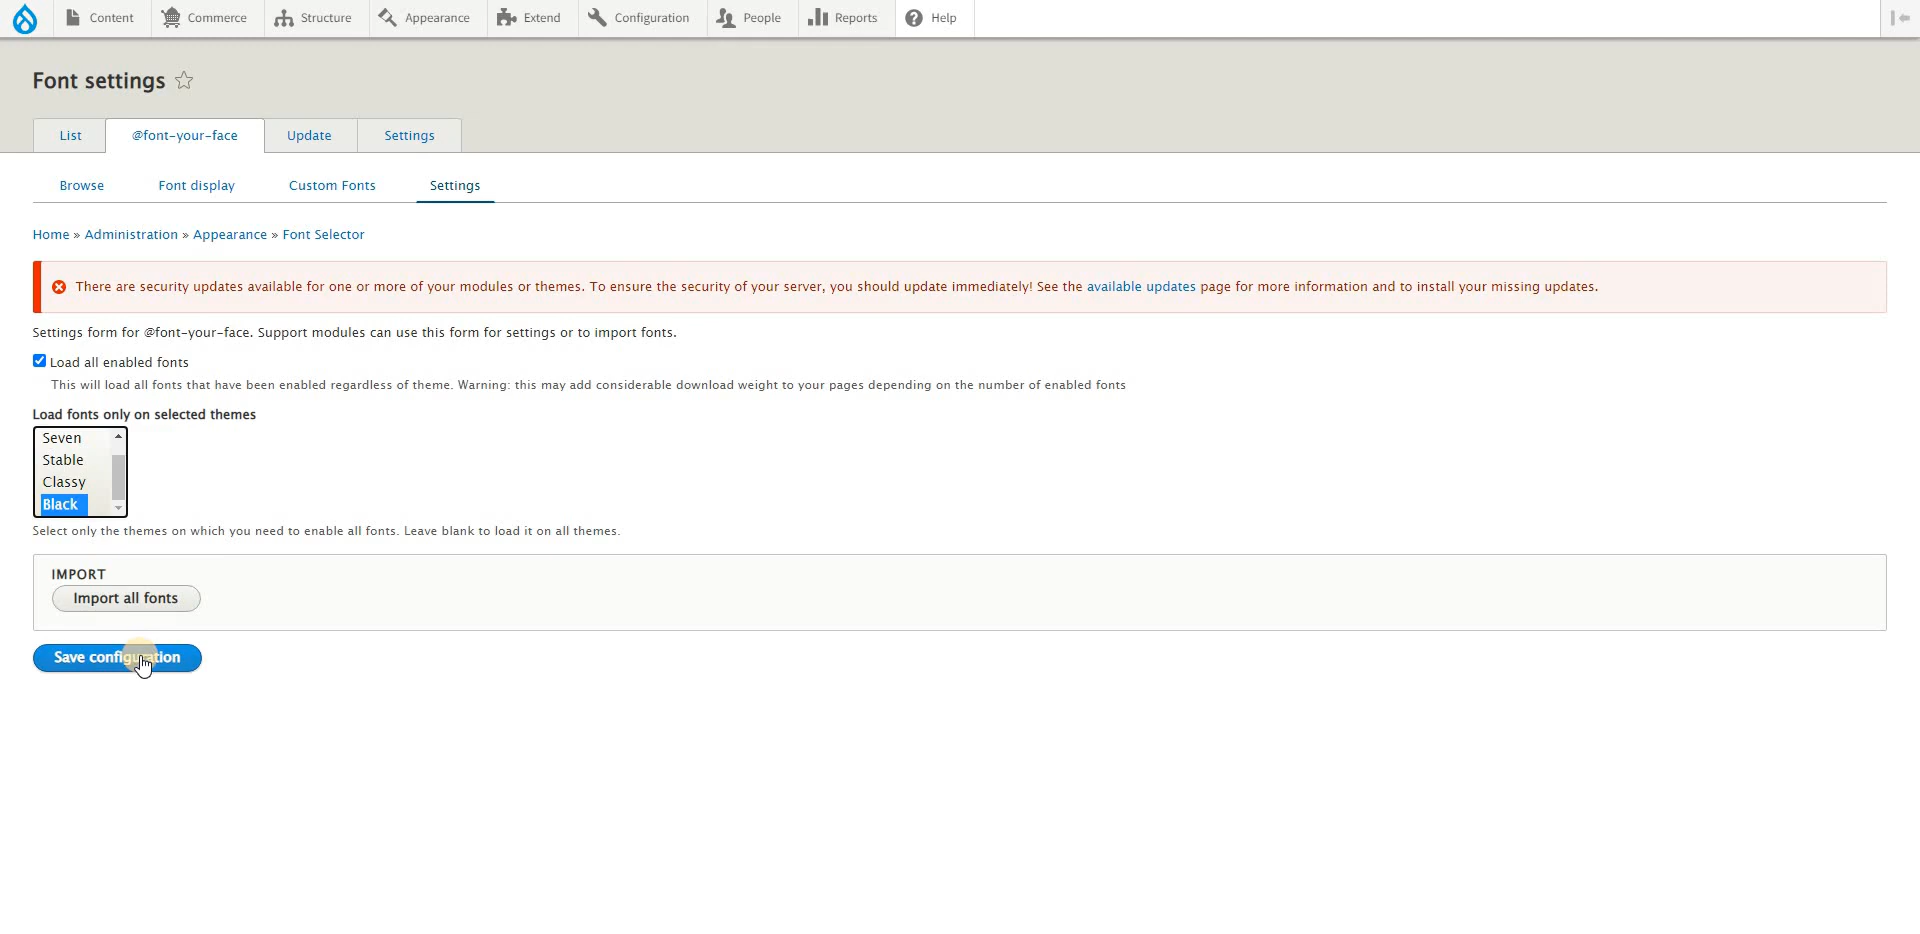 Content Commerce Structure Appearance Extend Configuration People Reports Help
Font settings
List @font-your-face Update Settings
Browse Font display Custom Fonts Settings
Home » Administration » Appearance » Font Selector
There are security updates available for one or more of your modules or themes. To ensure the security of your server, you should update immediately! See the available updates page for more information and to install your missing updates.
Settings form for @font-your-face. Support modules can use this form for settings or to import fonts.
Load all enabled fonts
This will load all fonts that have been enabled regardless of theme. Warning: this may add considerable download weight to your pages depending on the number of enabled fonts
Load fonts only on selected themes
Seven
Stable
Classy
Black
Select only the themes on which you need to enable all fonts. Leave blank to load it on all themes.
IMPORT
Import all fonts
Save configuration